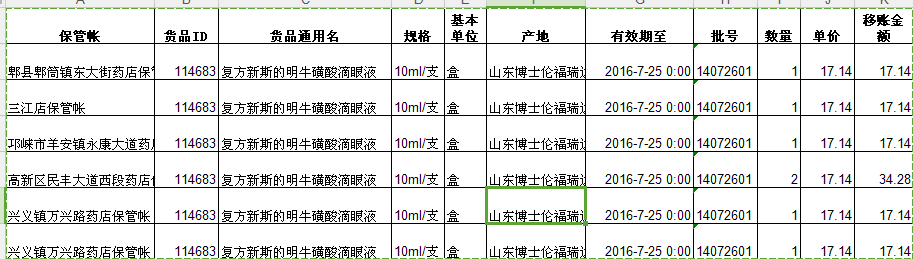 A B C D E F G H I J K
保管帐 货品ID 货品通用名 规格 基本单位 产地 有效期至 批号 数量 单价 移账金额
郫县郫筒镇东大街药店保 114683 复方新斯的明牛磺酸滴眼液 10ml/支 盒 山东博士伦福瑞达 2016-7-25 0:00 14072601 1 17.14 17.14
三江店保管帐 114683 复方新斯的明牛磺酸滴眼液 10ml/支 盒 山东博士伦福瑞达 2016-7-25 0:00 14072601 1 17.14 17.14
邛崃市羊安镇永康大道药店 114683 复方新斯的明牛磺酸滴眼液 10ml/支 盒 山东博士伦福瑞达 2016-7-25 0:00 14072601 1 17.14 17.14
高新区民丰大道西段药店 114683 复方新斯的明牛磺酸滴眼液 10ml/支 盒 山东博士伦福瑞达 2016-7-25 0:00 14072601 2 17.14 34.28
兴义镇万兴路药店保管帐 114683 复方新斯的明牛磺酸滴眼液 10ml/支 盒 山东博士伦福瑞达 2016-7-25 0:00 14072601 1 17.14 17.14
兴义镇万兴路药店保管帐 114683 复方新斯的明牛磺酸滴眼液 10ml/支 盒 山东博士伦福瑞达 2016-7-25 0:00 14072601 1 17.14 17.14